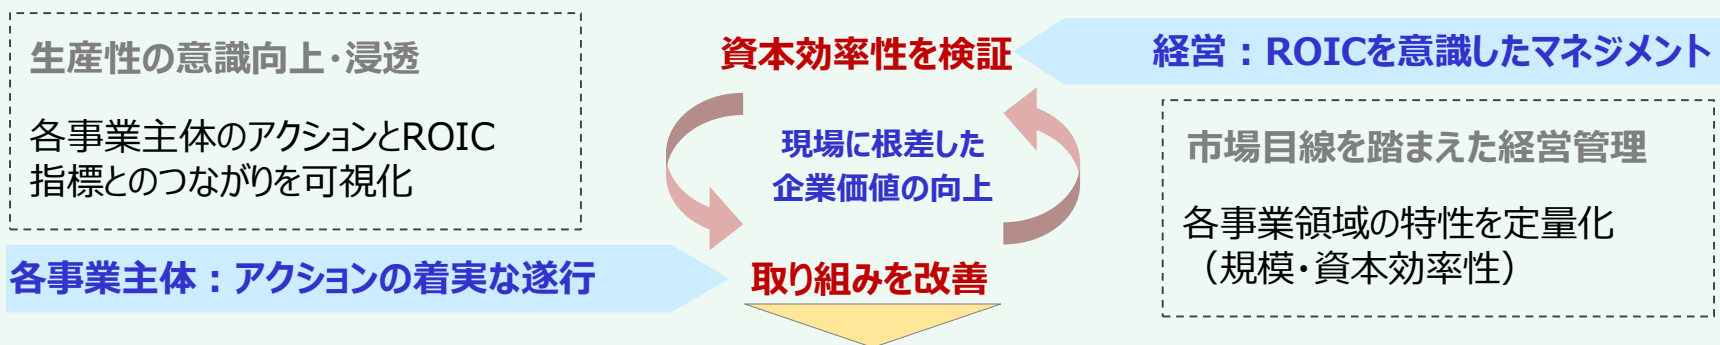 生産性の意識向上・浸透
各事業主体のアクションとROIC
指標とのつながりを可視化
各事業主体：アクションの着実な遂行
資本効率性を検証
現場に根差した
企業価値の向上
取り組みを改善
経営：ROICを意識したマネジメント
市場目線を踏まえた経営管理
各事業領域の特性を定量化
（規模・資本効率性）